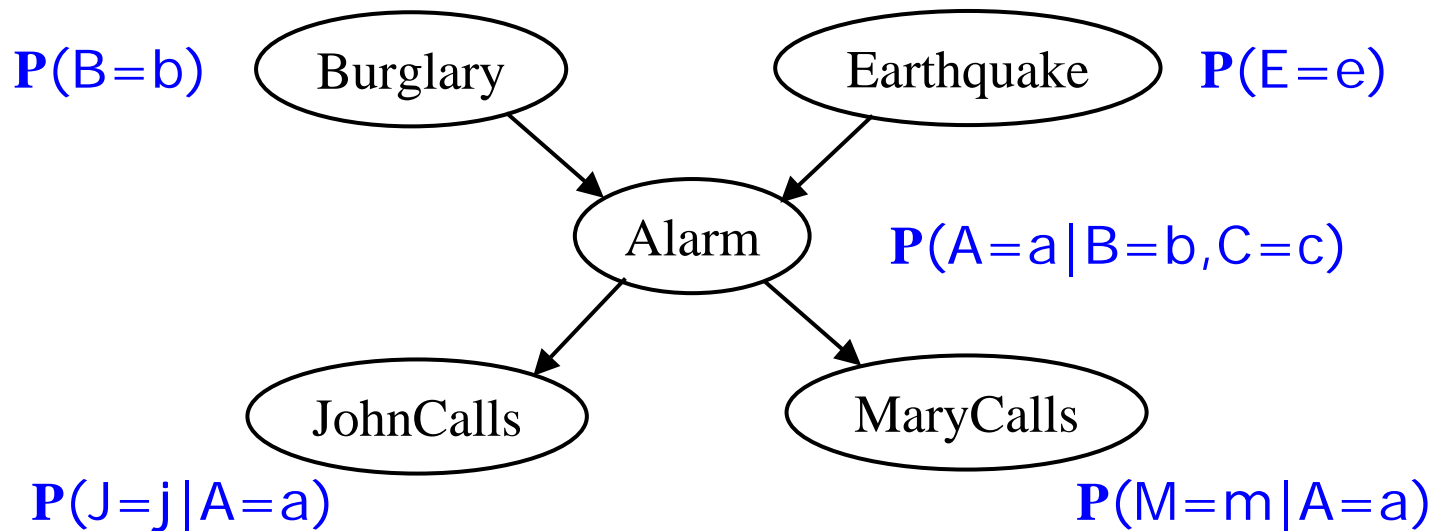 P(B=b)
Burglary
Earthquake
P(E=e)
Alarm
P(A=a|B=b,C=c)
JohnCalls
MaryCalls
P(J=j|A=a)
P(M=m|A=a)